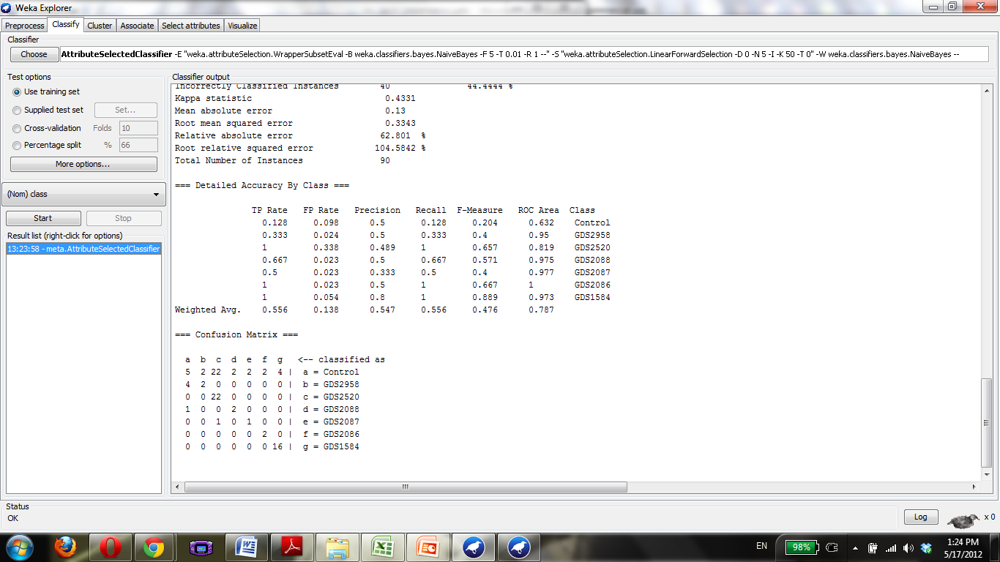 Weka Explorer
Preprocess Classify Cluster Associate Select attributes Visualize
Classifier
Choose AttributeSelectedClassifier -E "weka.attributeSelection.WrapperSubsetEval -B weka.classifiers.bayes.NaiveBayes -F 5 -T 0.01 -R 1 --" -S "weka.attributeSelection.LinearForwardSelection -D 0 -N 5 -I -K 50 -T 0" -W weka.classifiers.bayes.NaiveBayes --
Test options
Use training set
Supplied test set Set...
Cross-validation Folds 10
Percentage split % 66
More options...
(Nom) class
Start Stop
Result list (right-click for options)
13:23:58 - meta.AttributeSelectedClassifier
Classifier output
Incorrectly Classified Instances 40 44.4444 %
Kappa statistic 0.4331
Mean absolute error 0.13
Root mean squared error 0.3343
Relative absolute error 62.801 %
Root relative squared error 104.5842 %
Total Number of Instances 90
=== Detailed Accuracy By Class ===
TP Rate FP Rate Precision Recall F-Measure ROC Area Class
0.128 0.098 0.5 0.128 0.204 0.632 Control
0.333 0.024 0.5 0.333 0.4 0.95 GDS2958
1 0.338 0.489 1 0.657 0.819 GDS2520
0.667 0.023 0.5 0.667 0.571 0.975 GDS2088
0.5 0.023 0.333 0.5 0.4 0.977 GDS2087
1 0.023 0.5 1 0.667 1 GDS2086
1 0.054 0.8 1 0.889 0.973 GDS1584
Weighted Avg. 0.556 0.138 0.547 0.556 0.476 0.787
=== Confusion Matrix ===
a b c d e f g <-- classified as
5 2 22 2 2 2 4 | a = Control
4 2 0 0 0 0 0 | b = GDS2958
0 0 22 0 0 0 0 | c = GDS2520
1 0 0 2 0 0 0 | d = GDS2088
0 0 1 0 1 0 0 | e = GDS2087
0 0 0 0 0 2 0 | f = GDS2086
0 0 0 0 0 0 16 | g = GDS1584
Status
OK
Log x 0
EN 98% 1:24 PM
5/17/2012